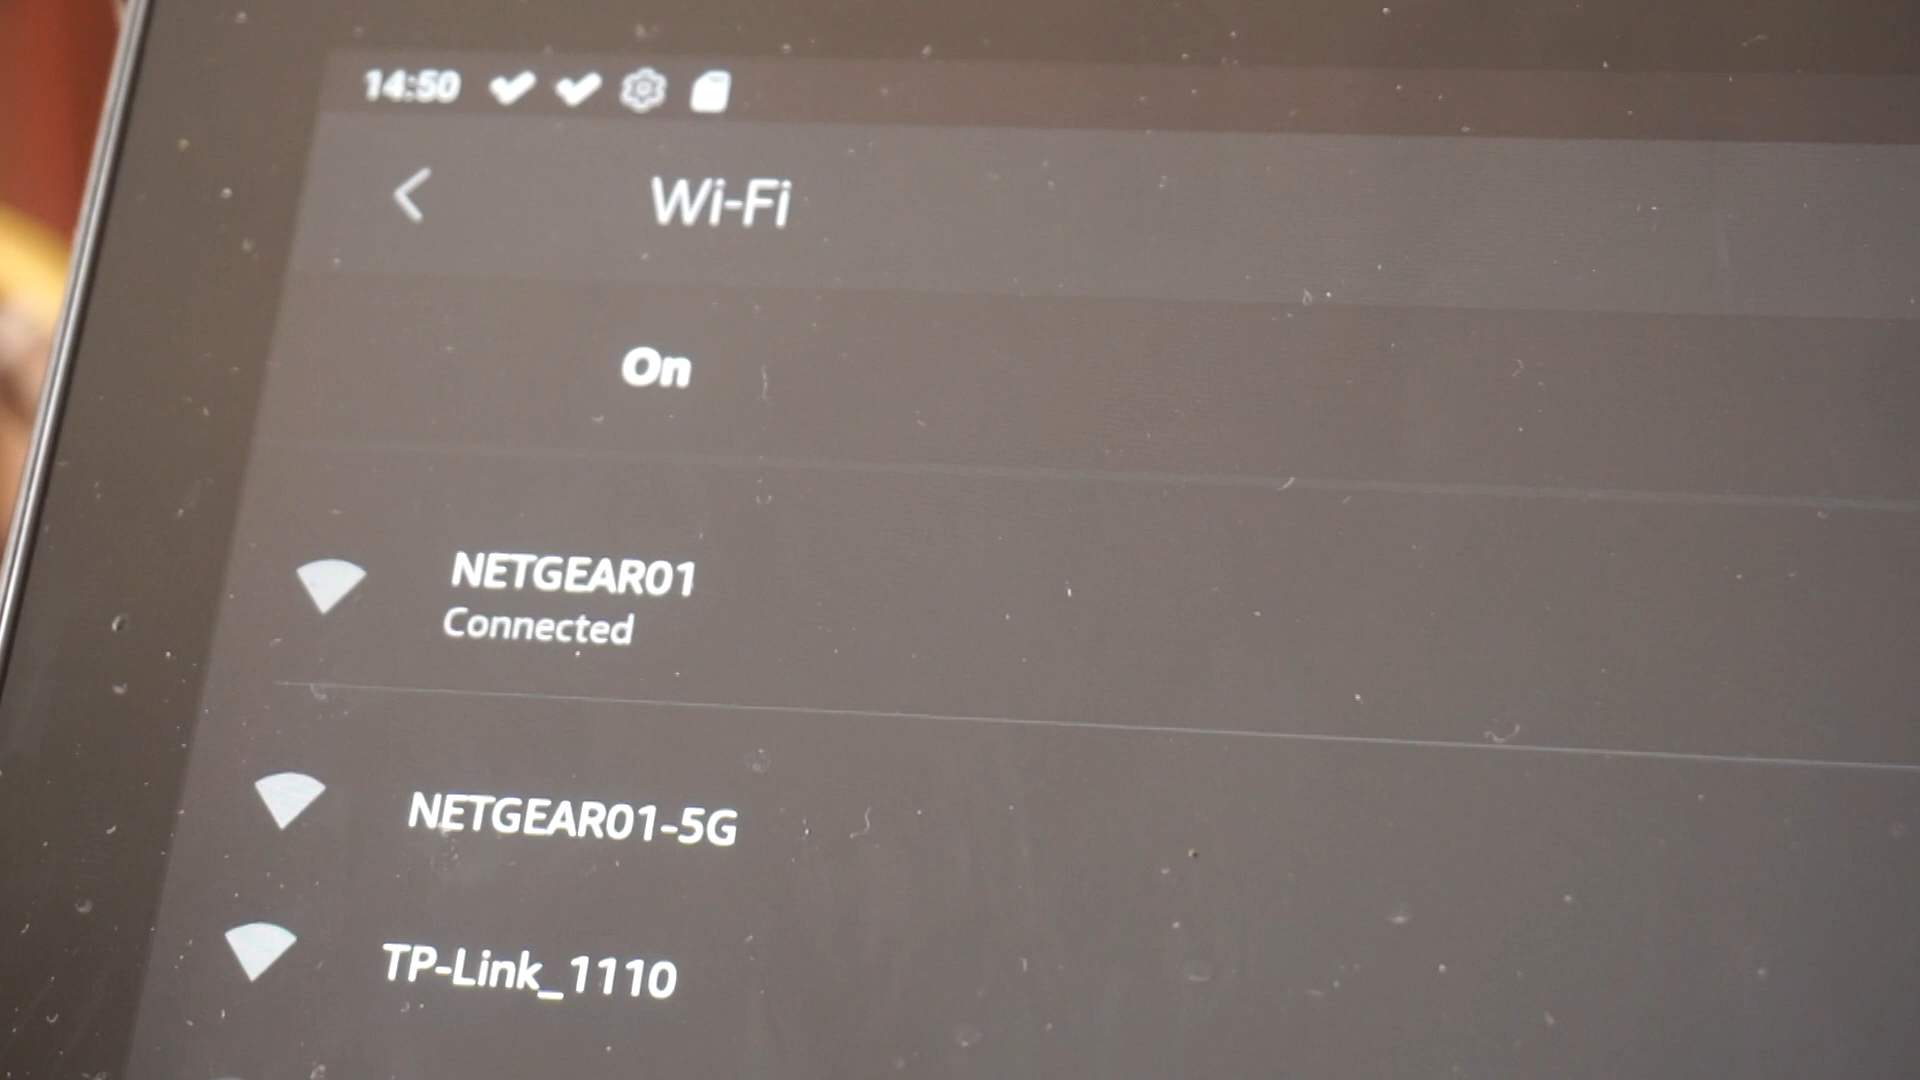 14:50
Wi-Fi
On
NETGEAR01
Connected
NETGEAR01-5G
TP-Link_1110